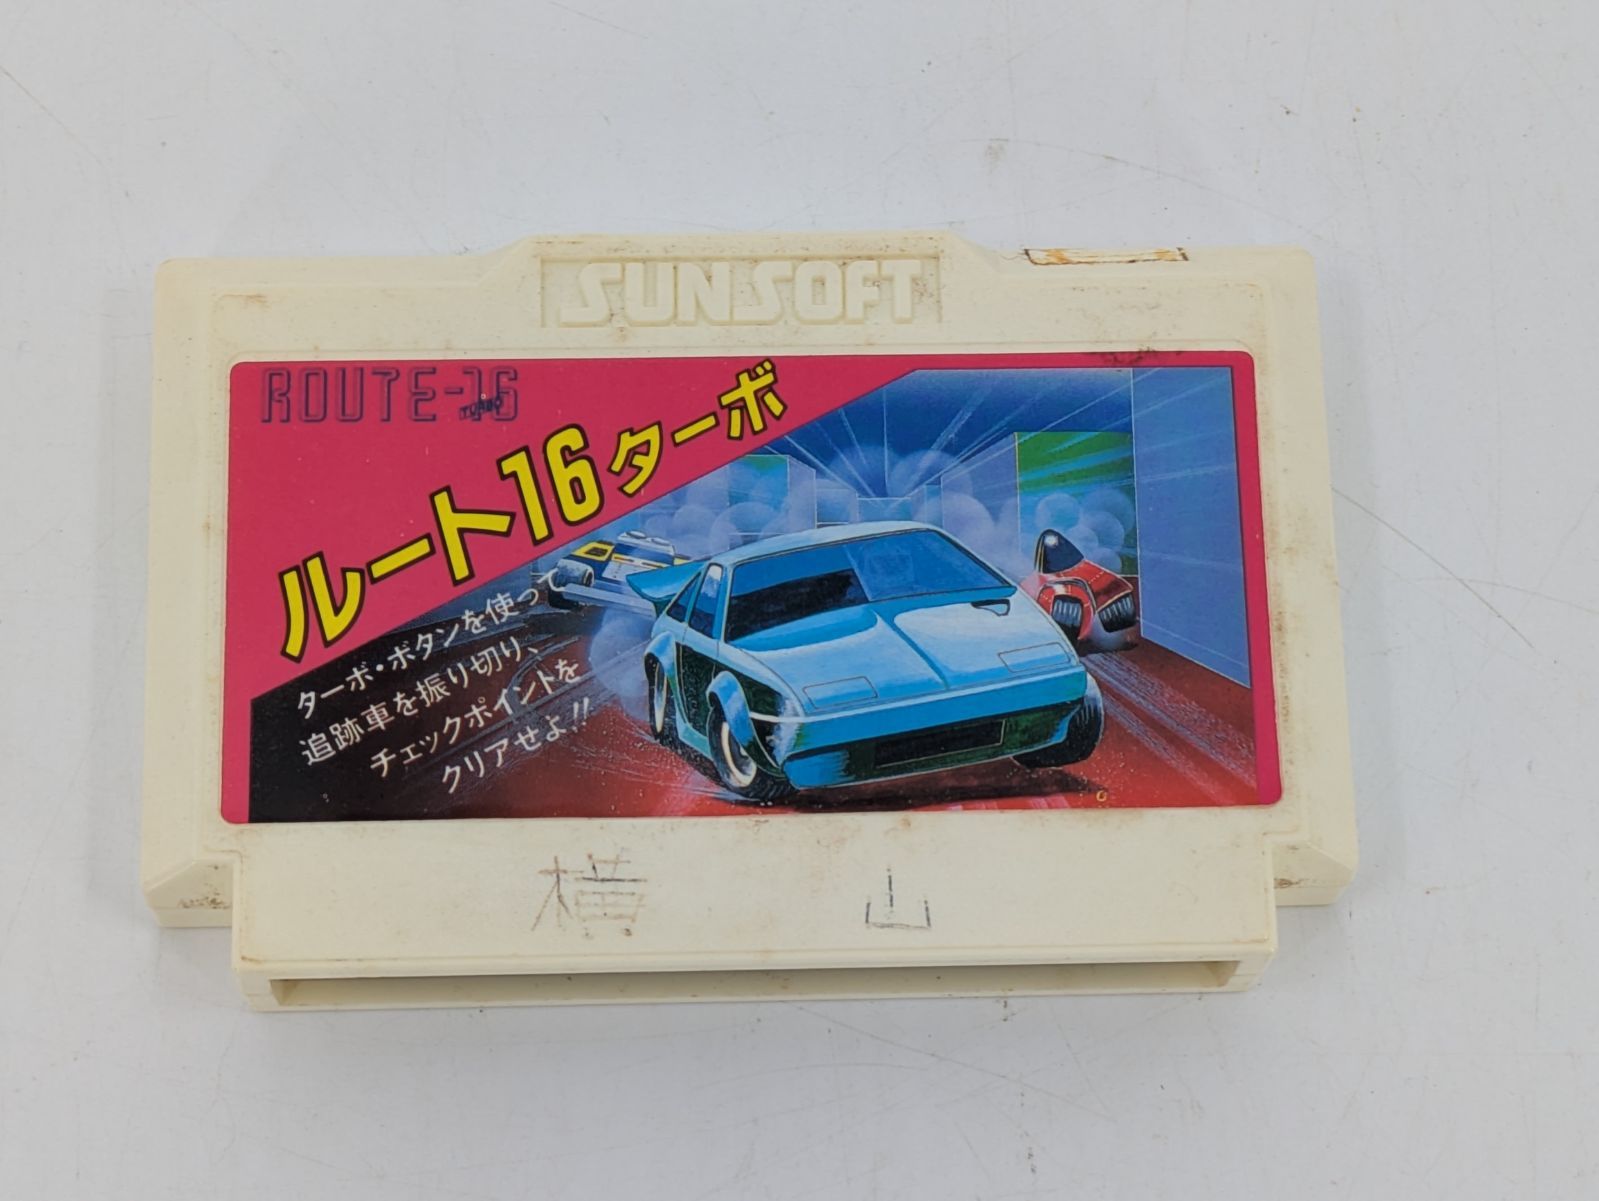 SUNSOFT
ROUTE-16
TURBO
ルート16ターボ
ターボ・ボタンを使って
追跡車を振り切り、
チェックポイントを
クリアせよ!!
横 山